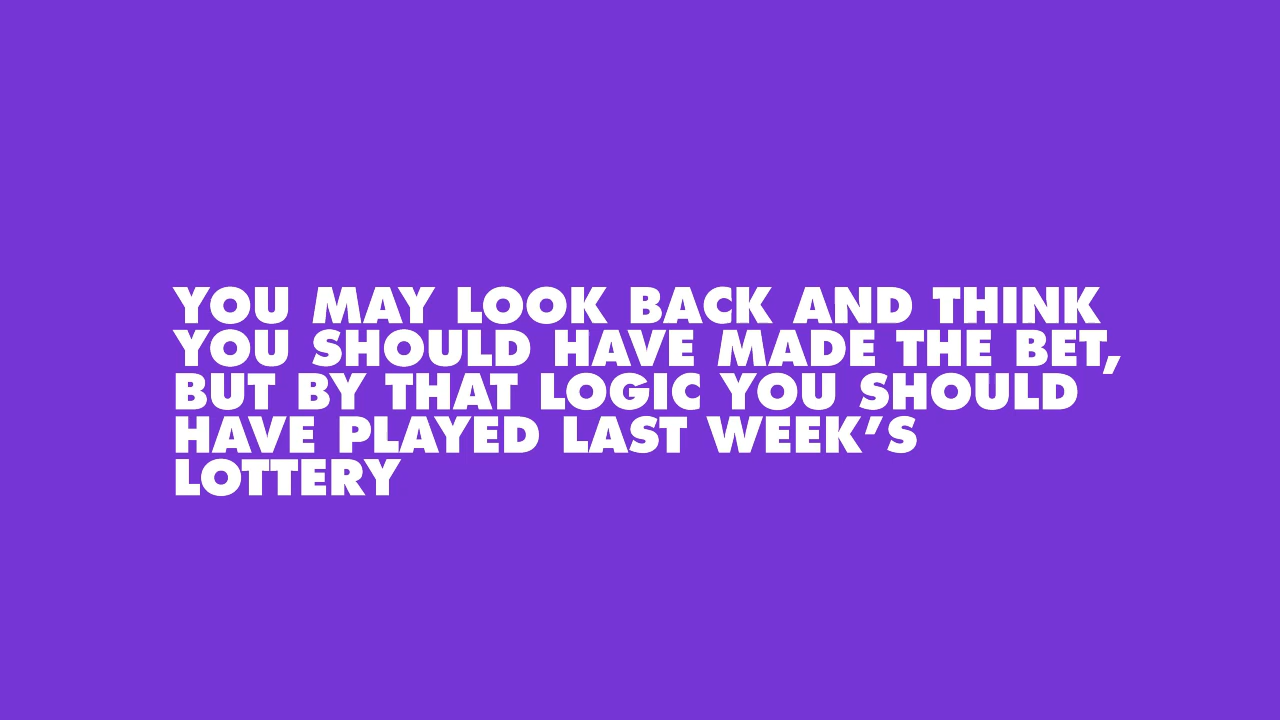 YOU MAY LOOK BACK AND THINK
YOU SHOULD HAVE MADE THE BET,
BUT BY THAT LOGIC YOU SHOULD
HAVE PLAYED LAST WEEK’S
LOTTERY